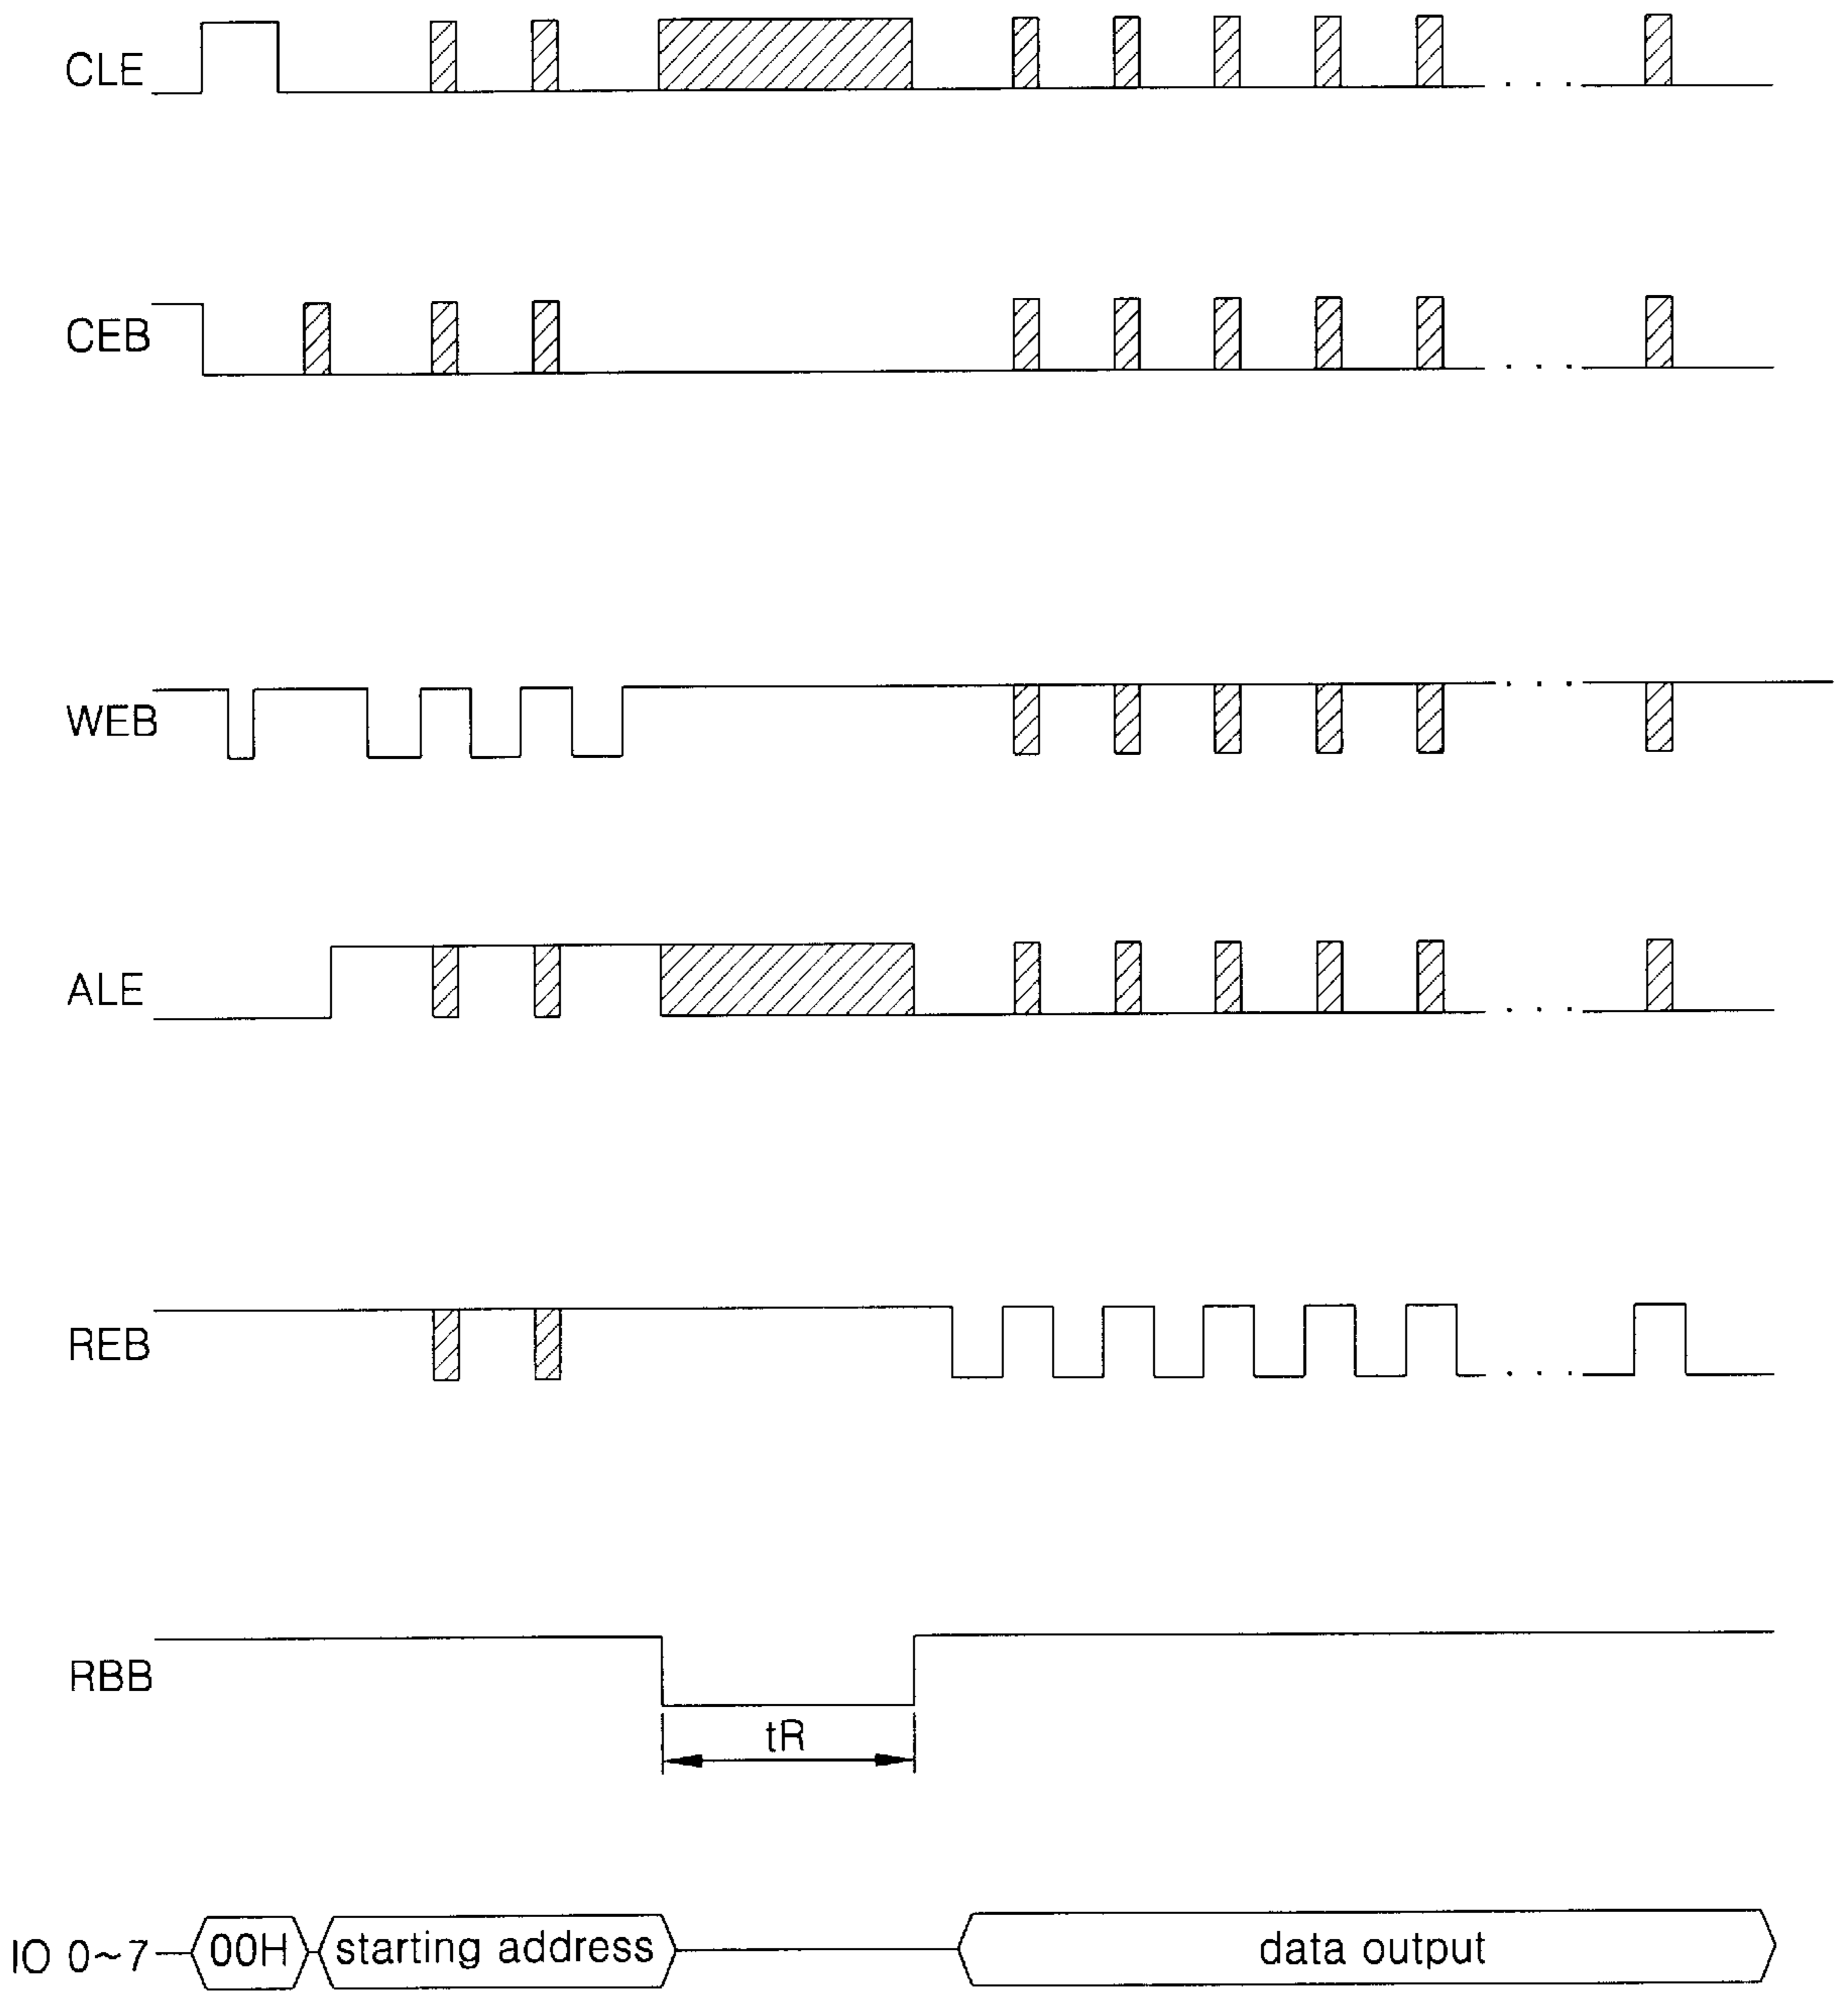 CLE
CEB
WEB
ALE
REB
RBB
tR
IO 0~7
00H
starting address
data output